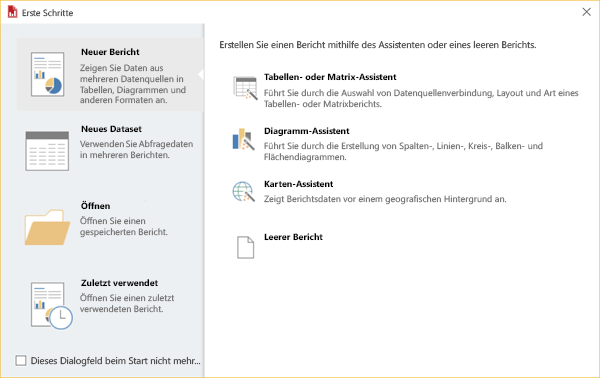 Erste Schritte
Neuer Bericht
Zeigen Sie Daten aus
mehreren Datenquellen in
Tabellen, Diagrammen und
anderen Formaten an.
Neues Dataset
Verwenden Sie Abfragedaten
in mehreren Berichten.
Öffnen
Öffnen Sie einen
gespeicherten Bericht.
Zuletzt verwendet
Öffnen Sie einen zuletzt
verwendeten Bericht.
Dieses Dialogfeld beim Start nicht mehr...
Erstellen Sie einen Bericht mithilfe des Assistenten oder eines leeren Berichts.
Tabellen- oder Matrix-Assistent
Führt Sie durch die Auswahl von Datenquellenverbindung, Layout und Art eines
Tabellen- oder Matrixberichts.
Diagramm-Assistent
Führt Sie durch die Erstellung von Spalten-, Linien-, Kreis-, Balken- und
Flächendiagrammen.
Karten-Assistent
Zeigt Berichtsdaten vor einem geografischen Hintergrund an.
Leerer Bericht